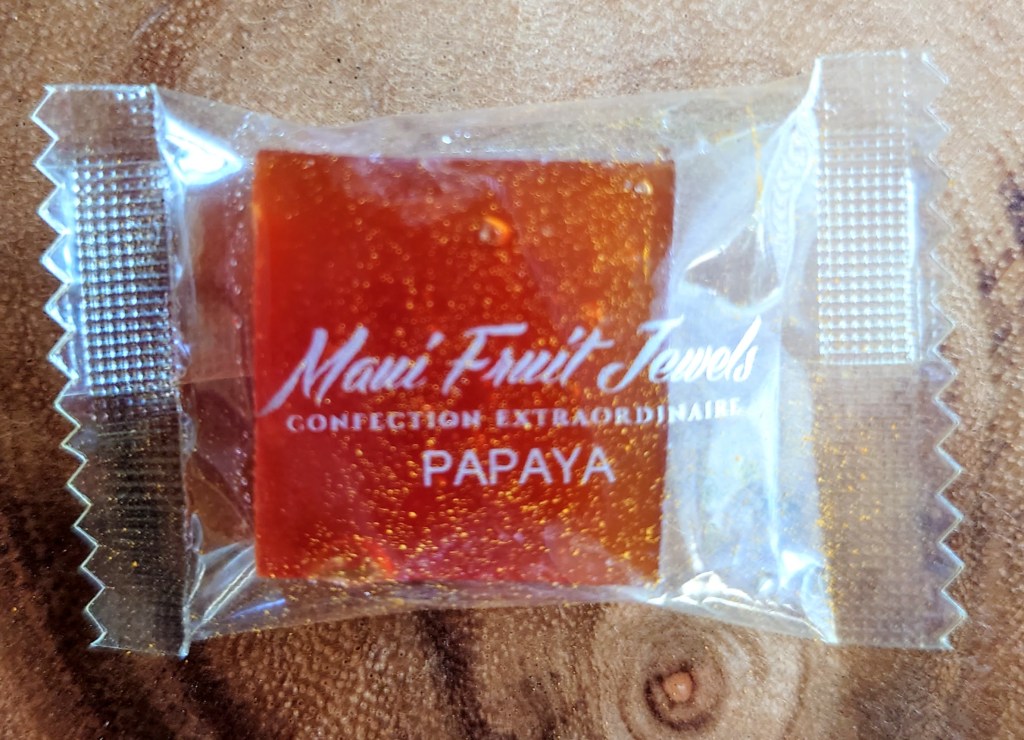 Maui Fruit Jewels
CONFECTION EXTRAORDINAIRE
PAPAYA